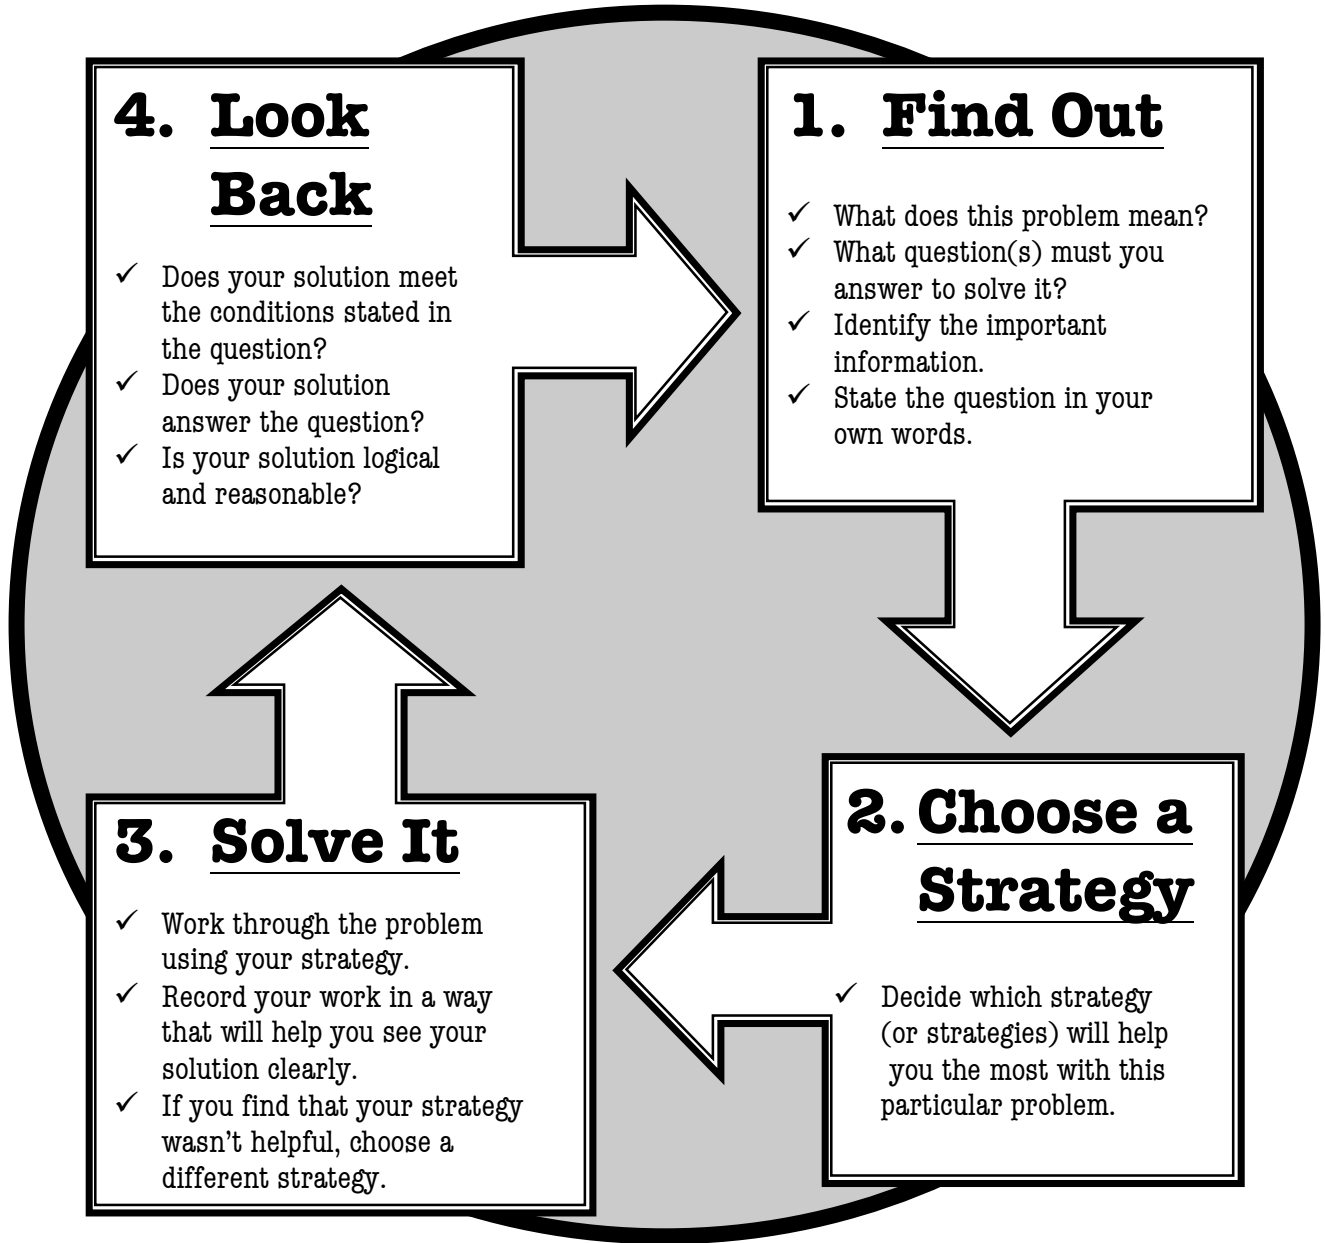 1. Find Out
✓ What does this problem mean?
✓ What question(s) must you
answer to solve it?
✓ Identify the important
information.
✓ State the question in your
own words.
2. Choose a
Strategy
✓ Decide which strategy
(or strategies) will help
you the most with this
particular problem.
3. Solve It
✓ Work through the problem
using your strategy.
✓ Record your work in a way
that will help you see your
solution clearly.
✓ If you find that your strategy
wasn't helpful, choose a
different strategy.
4. Look
Back
✓ Does your solution meet
the conditions stated in
the question?
✓ Does your solution
answer the question?
✓ Is your solution logical
and reasonable?